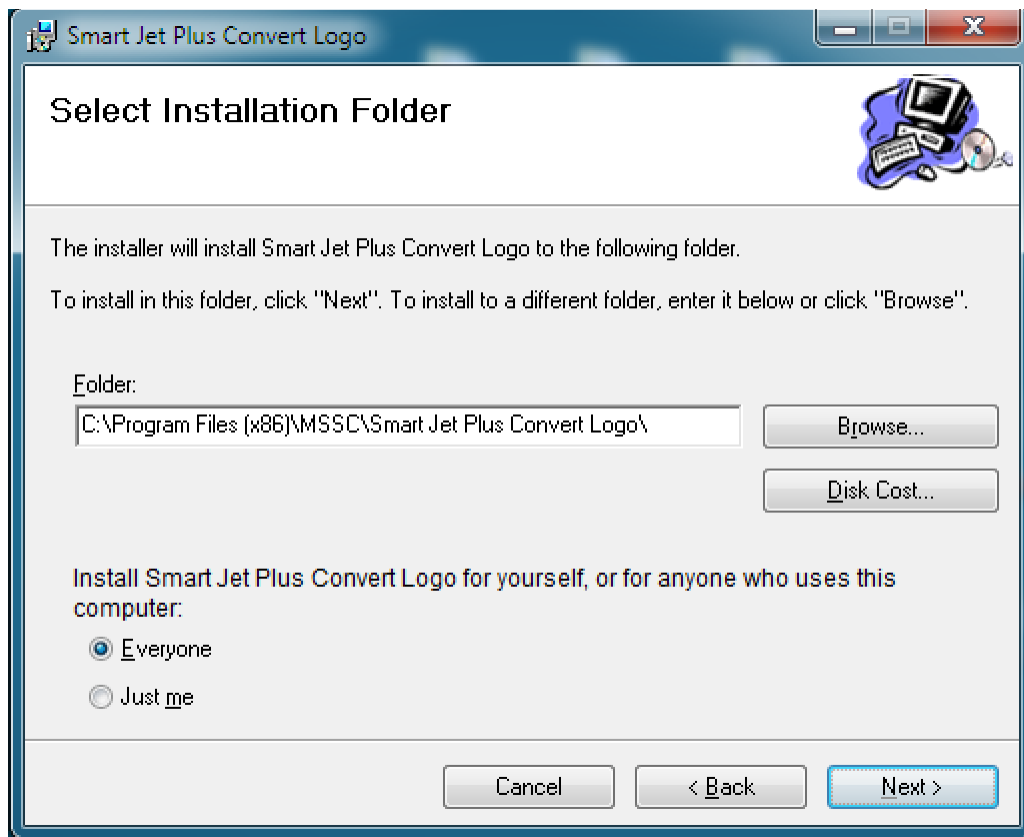 Smart Jet Plus Convert Logo
Select Installation Folder
The installer will install Smart Jet Plus Convert Logo to the following folder.
To install in this folder, click "Next". To install to a different folder, enter it below or click "Browse".
Folder:
C:\Program Files (x86)\MSSC\Smart Jet Plus Convert Logo\
Browse...
Disk Cost...
Install Smart Jet Plus Convert Logo for yourself, or for anyone who uses this
computer:
Everyone
Just me
Cancel
< Back
Next >